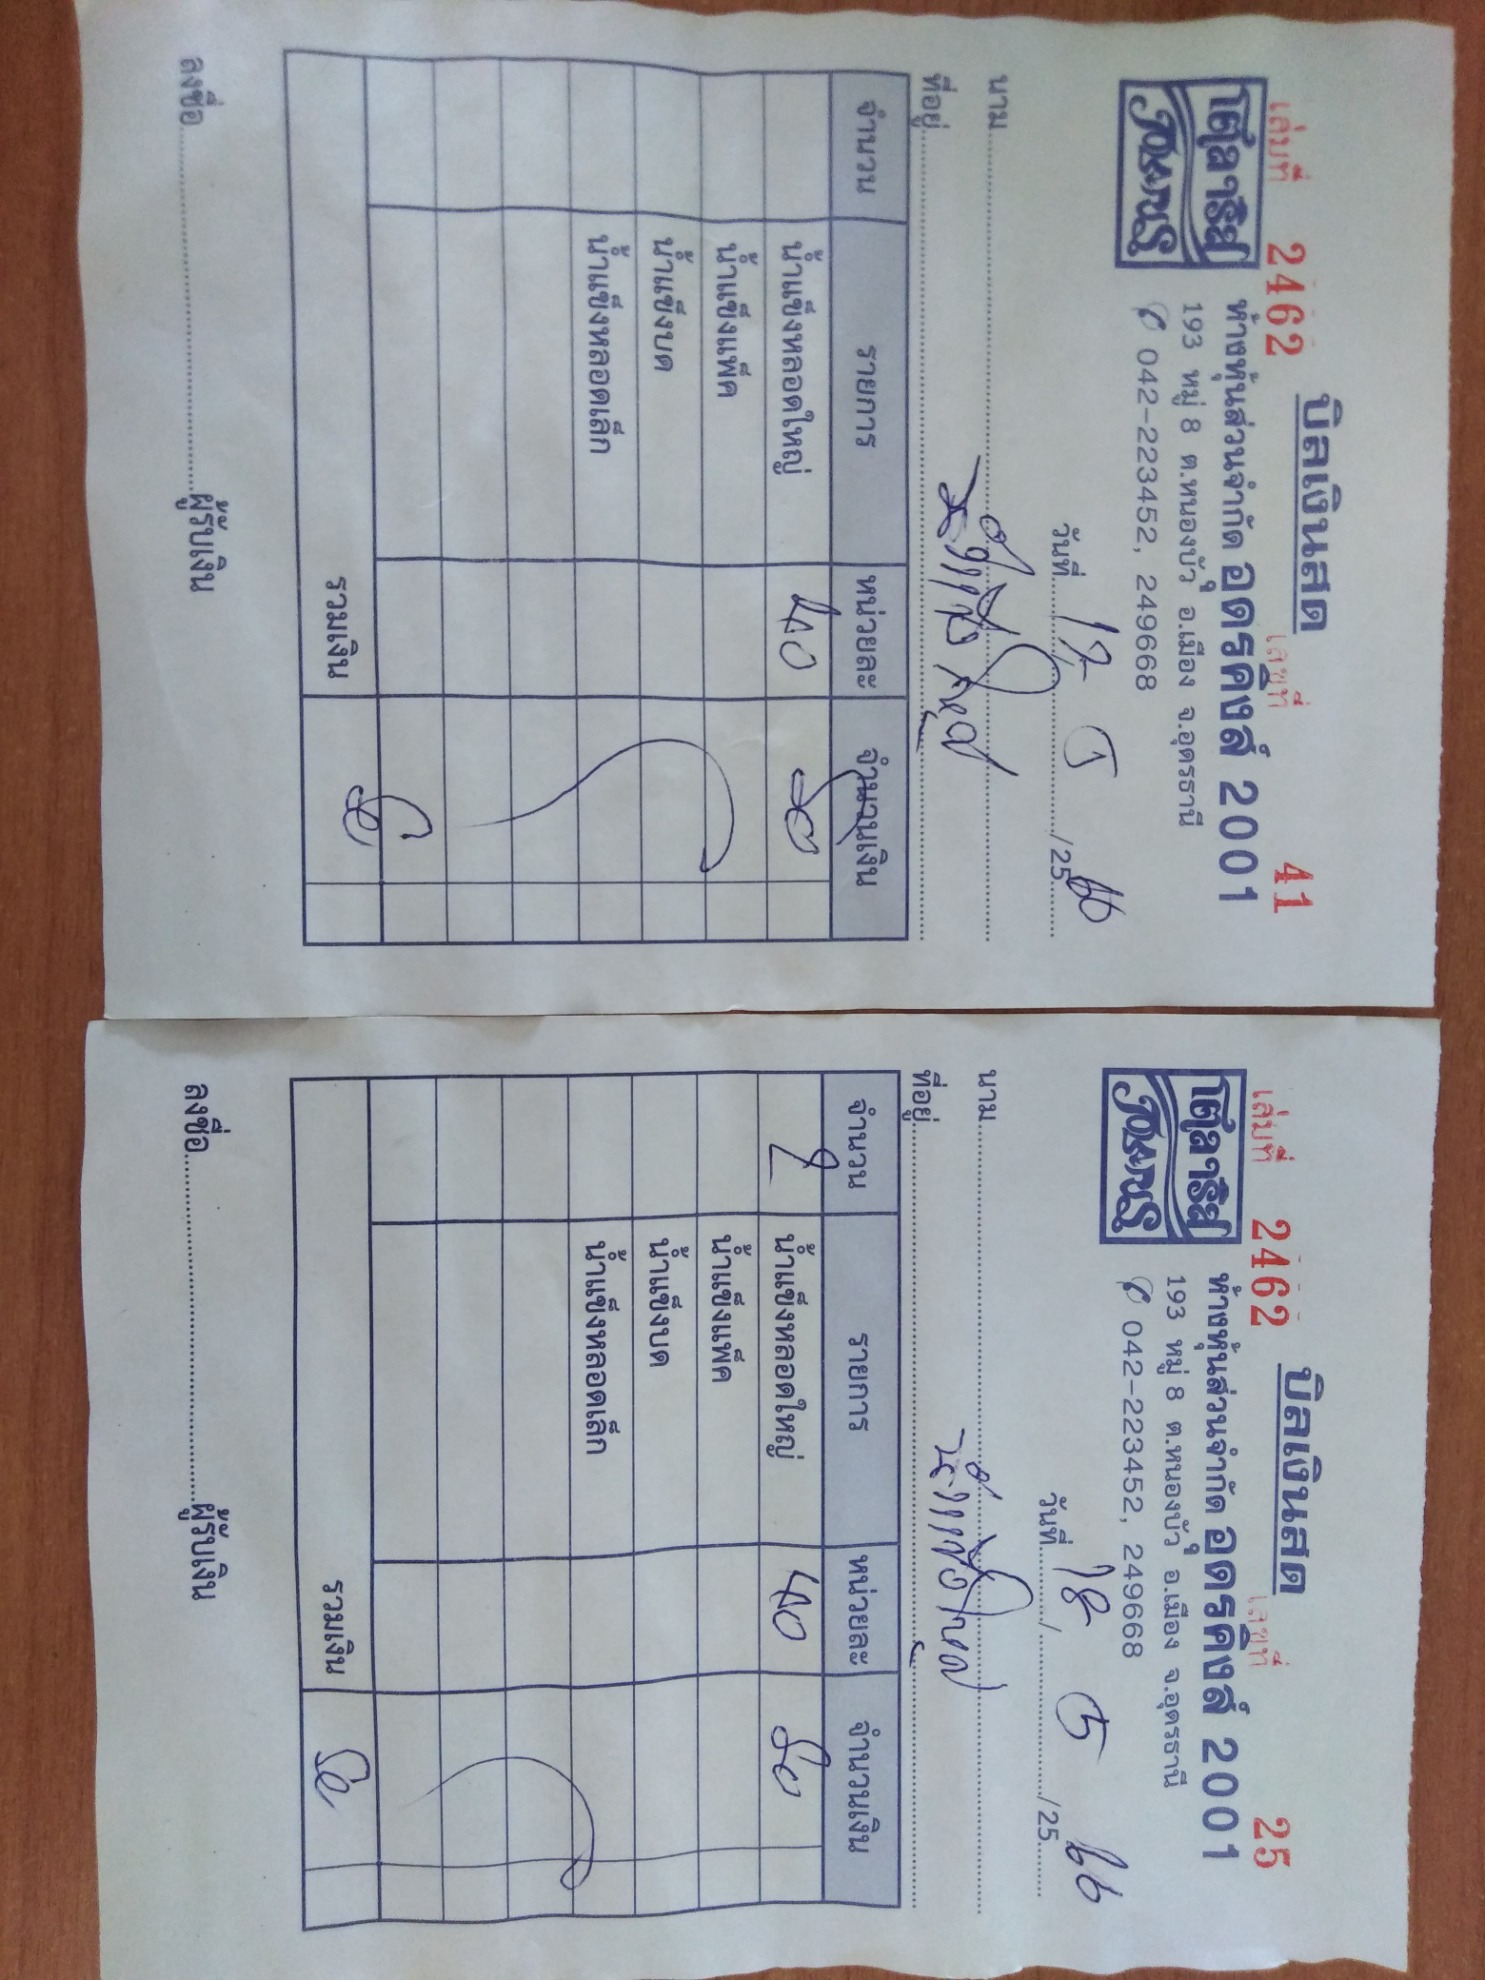 บิลเงินสด
เล่มที่ 2462 เลขที่ 41
โตลาริส
TOLARIS
ห้างหุ้นส่วนจำกัด อุดรคิงส์ 2001
193 หมู่ 8 ต.หนองบัว อ.เมือง จ.อุดรธานี
042-223452, 249668
วันที่ 12 5 /25 66
นาม
ที่อยู่
จำนวน รายการ หน่วยละ จำนวนเงิน
น้ำแข็งหลอดใหญ่ 40 80
น้ำแข็งแพ็ค
น้ำแข็งบด
น้ำแข็งหลอดเล็ก
รวมเงิน 80
ลงชื่อ ผู้รับเงิน
บิลเงินสด
เล่มที่ 2462 เลขที่ 25
โตลาริส
TOLARIS
ห้างหุ้นส่วนจำกัด อุดรคิงส์ 2001
193 หมู่ 8 ต.หนองบัว อ.เมือง จ.อุดรธานี
042-223452, 249668
วันที่ 18 / 5 /25 66
นาม
ที่อยู่
จำนวน รายการ หน่วยละ จำนวนเงิน
2 น้ำแข็งหลอดใหญ่ 40 80
น้ำแข็งแพ็ค
น้ำแข็งบด
น้ำแข็งหลอดเล็ก
รวมเงิน 80
ลงชื่อ ผู้รับเงิน